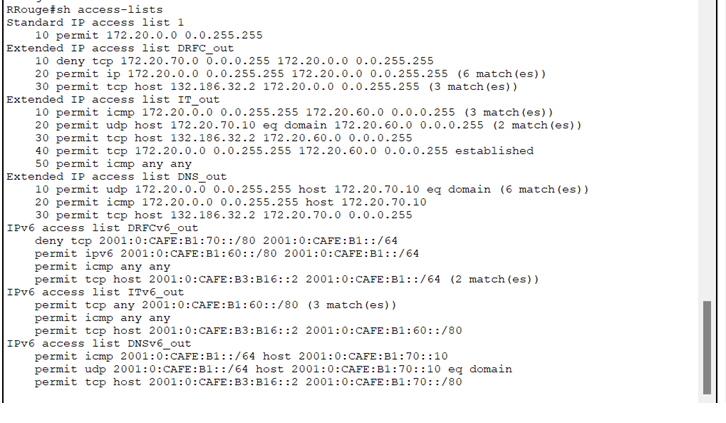 RRouge#sh access-lists
Standard IP access list 1
10 permit 172.20.0.0 0.0.255.255
Extended IP access list DRFC_out
10 deny tcp 172.20.70.0 0.0.0.255 172.20.0.0 0.0.255.255
20 permit ip 172.20.0.0 0.0.255.255 172.20.0.0 0.0.255.255 (6 match(es))
30 permit tcp host 132.186.32.2 172.20.0.0 0.0.255.255 (3 match(es))
Extended IP access list IT_out
10 permit icmp 172.20.0.0 0.0.255.255 172.20.60.0 0.0.0.255 (3 match(es))
20 permit udp host 172.20.70.10 eq domain 172.20.60.0 0.0.0.255 (2 match(es))
30 permit tcp host 132.186.32.2 172.20.60.0 0.0.0.255
40 permit tcp 172.20.0.0 0.0.255.255 172.20.60.0 0.0.0.255 established
50 permit icmp any any
Extended IP access list DNS_out
10 permit udp 172.20.0.0 0.0.255.255 host 172.20.70.10 eq domain (6 match(es))
20 permit icmp 172.20.0.0 0.0.255.255 host 172.20.70.10
30 permit tcp host 132.186.32.2 172.20.70.0 0.0.0.255
IPv6 access list DRFCv6_out
deny tcp 2001:0:CAFE:B1:70::/80 2001:0:CAFE:B1::/64
permit ipv6 2001:0:CAFE:B1:60::/80 2001:0:CAFE:B1::/64
permit icmp any any
permit tcp host 2001:0:CAFE:B3:B16::2 2001:0:CAFE:B1::/64 (2 match(es))
IPv6 access list ITv6_out
permit tcp any 2001:0:CAFE:B1:60::/80 (3 match(es))
permit icmp any any
permit tcp host 2001:0:CAFE:B3:B16::2 2001:0:CAFE:B1:60::/80
IPv6 access list DNSv6_out
permit icmp 2001:0:CAFE:B1::/64 host 2001:0:CAFE:B1:70::10
permit udp 2001:0:CAFE:B1::/64 host 2001:0:CAFE:B1:70::10 eq domain
permit tcp host 2001:0:CAFE:B3:B16::2 2001:0:CAFE:B1:70::/80